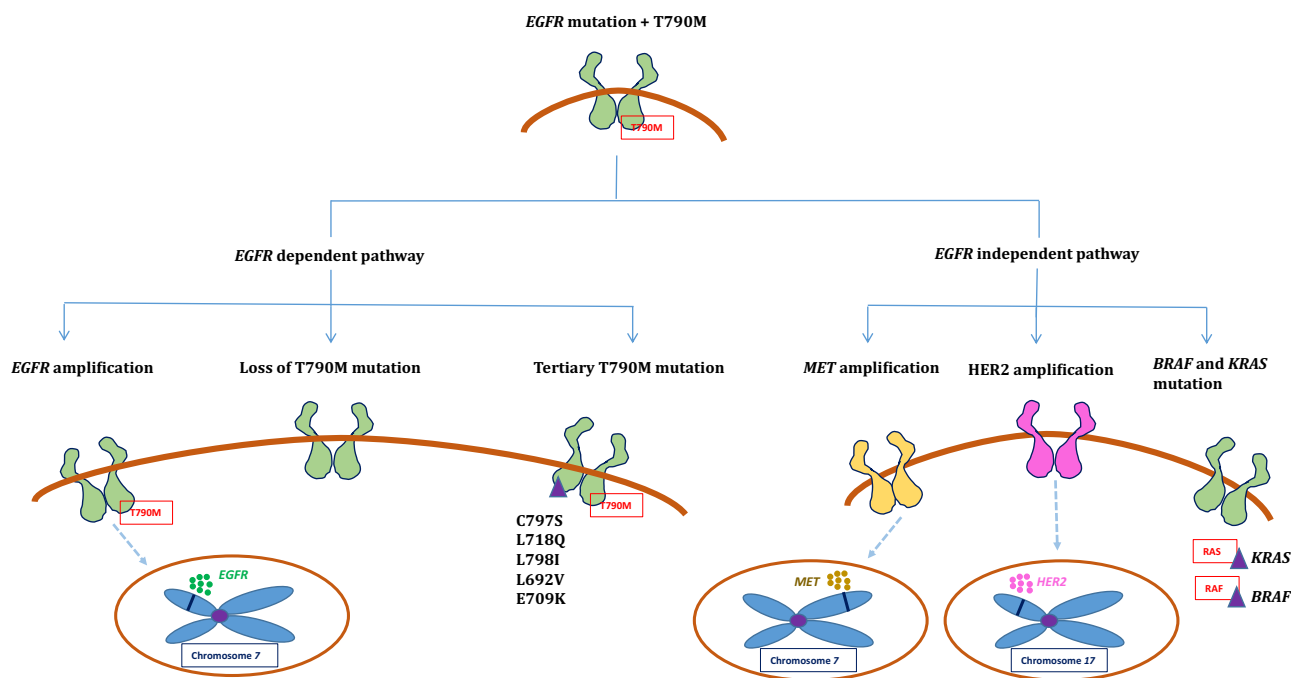 EGFR mutation + T790M
T790M
EGFR dependent pathway
EGFR independent pathway
EGFR amplification
Loss of T790M mutation
Tertiary T790M mutation
MET amplification
HER2 amplification
BRAF and KRAS
mutation
T790M
T790M
C797S
L718Q
L798I
L692V
E709K
EGFR
Chromosome 7
MET
Chromosome 7
HER2
Chromosome 17
RAS
KRAS
RAF
BRAF